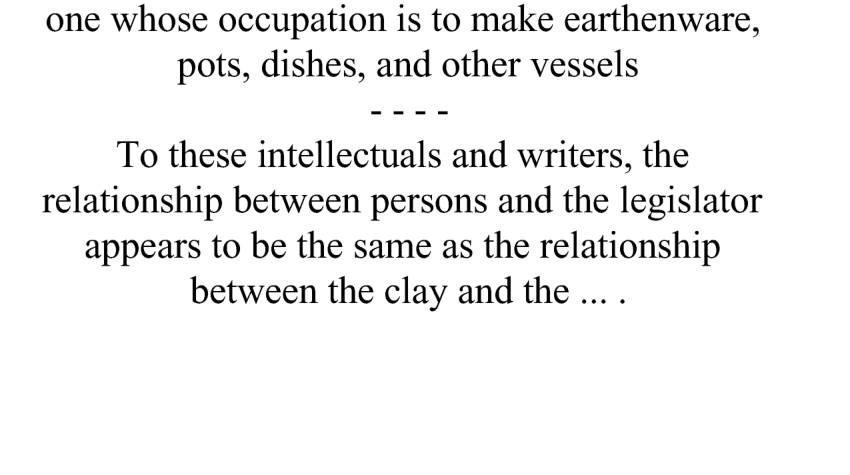 one whose occupation is to make earthenware,
pots, dishes, and other vessels
- - - -
To these intellectuals and writers, the
relationship between persons and the legislator
appears to be the same as the relationship
between the clay and the ... .